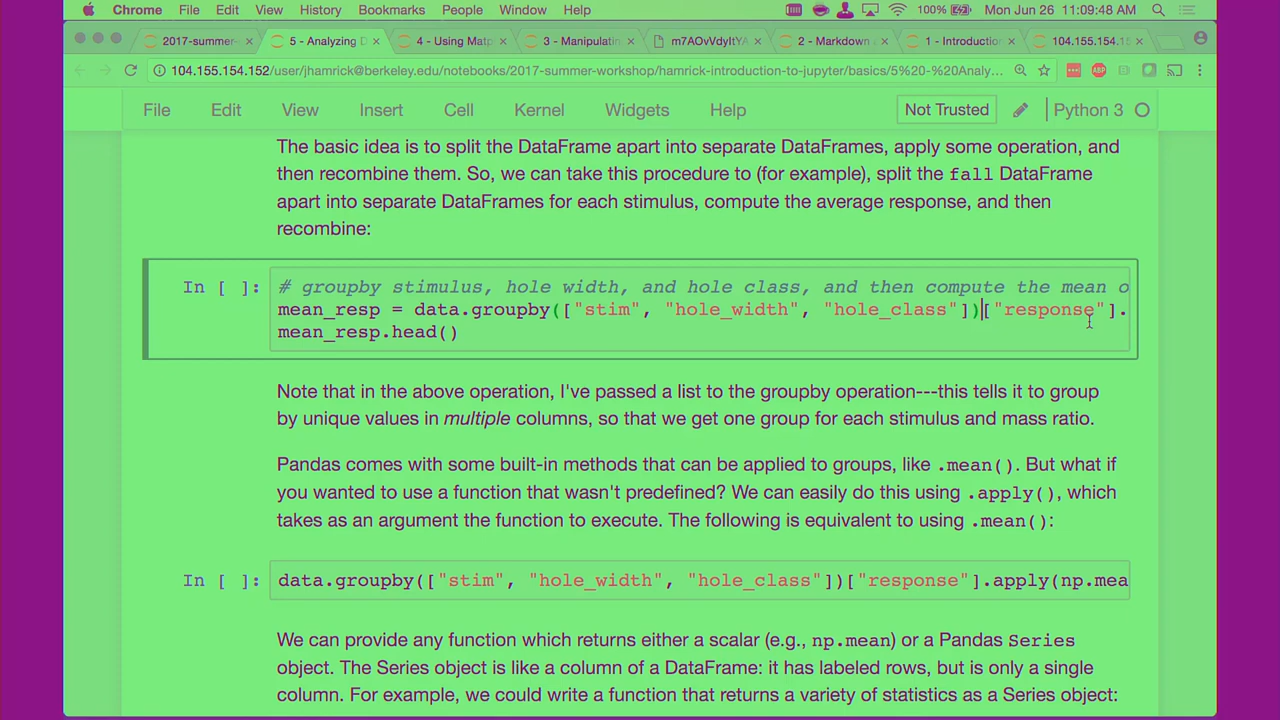 Chrome File Edit View History Bookmarks People Window Help 100% Mon Jun 26 11:09:48 AM
2017-summer- 5 - Analyzing D 4 - Using Matp 3 - Manipulatin m7AOvVdyItYA 2 - Markdown 1 - Introduction 104.155.154.15
104.155.154.152/user/jhamrick@berkeley.edu/notebooks/2017-summer-workshop/hamrick-introduction-to-jupyter/basics/5%20-%20Analy... ABP
File Edit View Insert Cell Kernel Widgets Help Not Trusted Python 3
The basic idea is to split the DataFrame apart into separate DataFrames, apply some operation, and
then recombine them. So, we can take this procedure to (for example), split the fall DataFrame
apart into separate DataFrames for each stimulus, compute the average response, and then
recombine:
In [ ]: # groupby stimulus, hole width, and hole class, and then compute the mean o
mean_resp = data.groupby(["stim", "hole_width", "hole_class"])["response"].
mean_resp.head()
Note that in the above operation, I've passed a list to the groupby operation---this tells it to group
by unique values in multiple columns, so that we get one group for each stimulus and mass ratio.
Pandas comes with some built-in methods that can be applied to groups, like .mean(). But what if
you wanted to use a function that wasn't predefined? We can easily do this using .apply(), which
takes as an argument the function to execute. The following is equivalent to using .mean():
In [ ]: data.groupby(["stim", "hole_width", "hole_class"])["response"].apply(np.mea
We can provide any function which returns either a scalar (e.g., np.mean) or a Pandas Series
object. The Series object is like a column of a DataFrame: it has labeled rows, but is only a single
column. For example, we could write a function that returns a variety of statistics as a Series object: